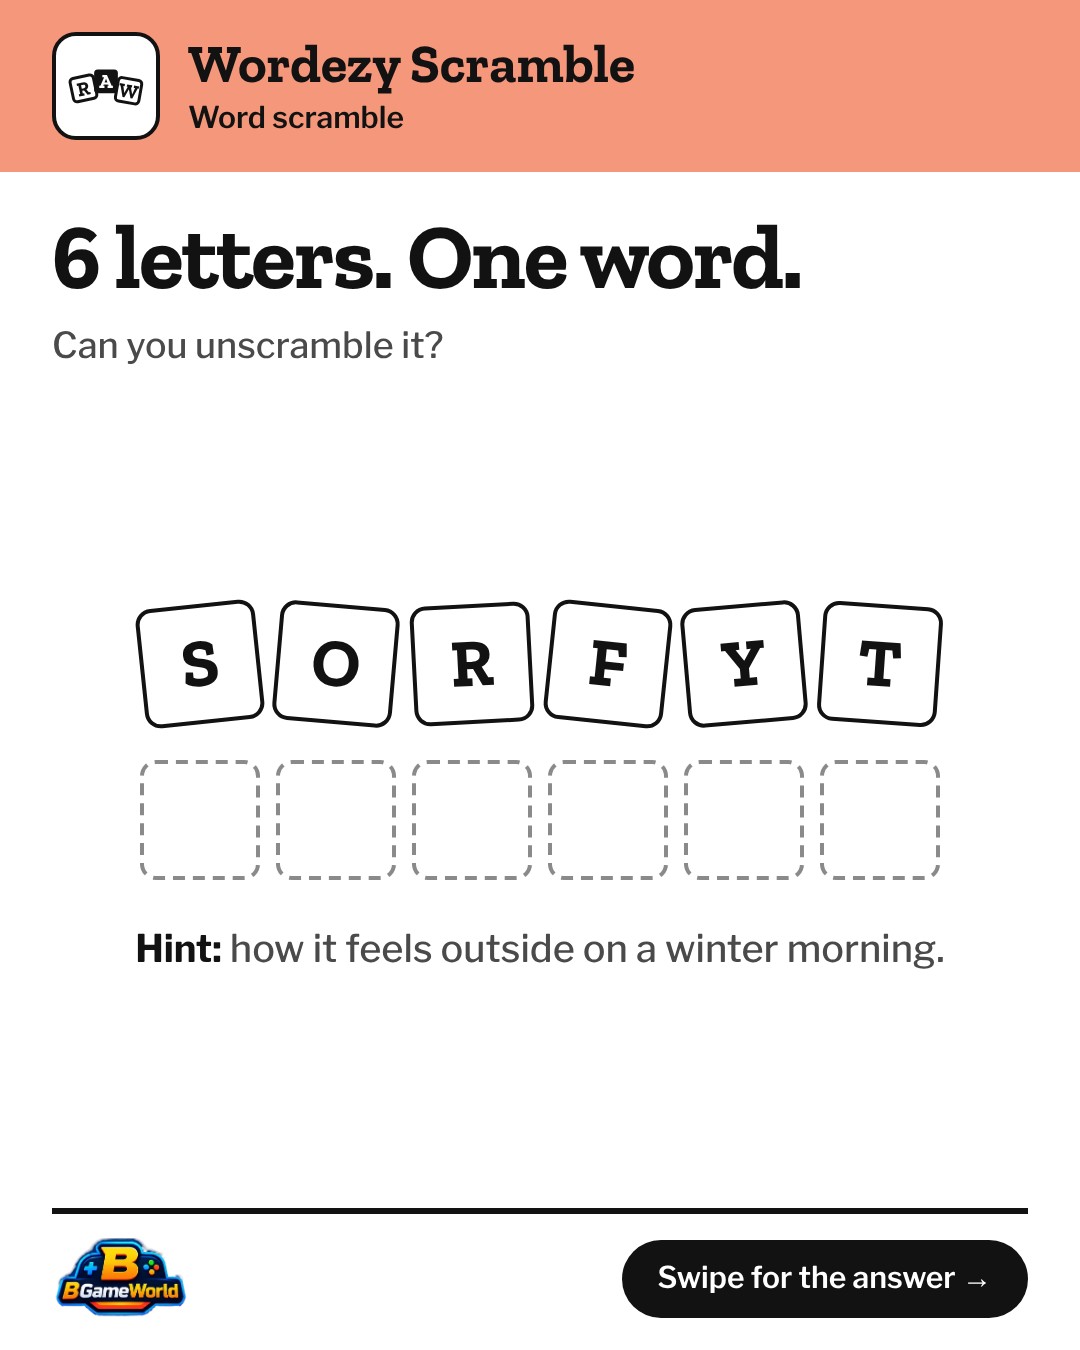 R A W
Wordezy Scramble
Word scramble
6 letters. One word.
Can you unscramble it?
S O R F Y T
Hint: how it feels outside on a winter morning.
B
BGameWorld
Swipe for the answer →